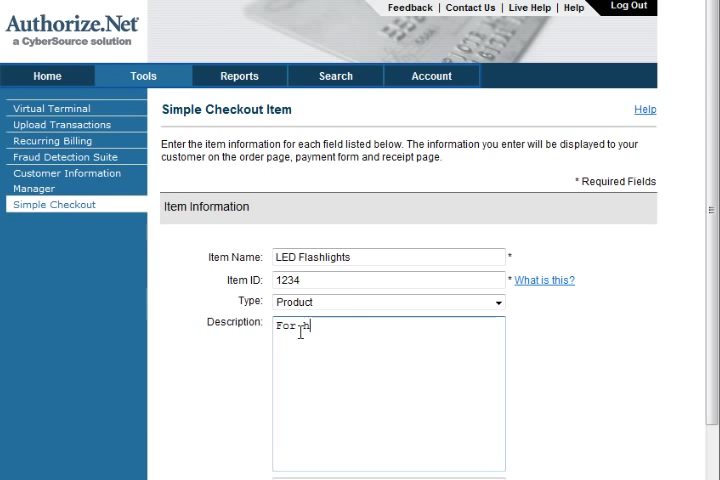 Feedback | Contact Us | Live Help | Help
Log Out
Authorize.Net
a CyberSource solution
Home Tools Reports Search Account
Virtual Terminal
Upload Transactions
Recurring Billing
Fraud Detection Suite
Customer Information
Manager
Simple Checkout
Simple Checkout Item
Help
Enter the item information for each field listed below. The information you enter will be displayed to your
customer on the order page, payment form and receipt page.
* Required Fields
Item Information
Item Name: LED Flashlights *
Item ID: 1234 * What is this?
Type: Product
Description: For h